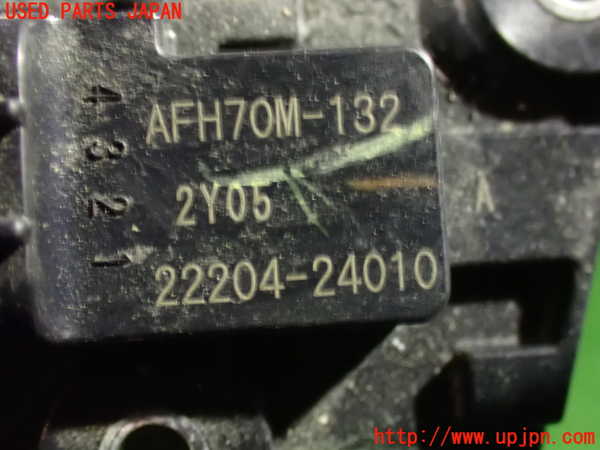 USED PARTS JAPAN
4
3
2
1
AFH70M-132
2Y05
22204-24010
A
http://www.upjpn.com/